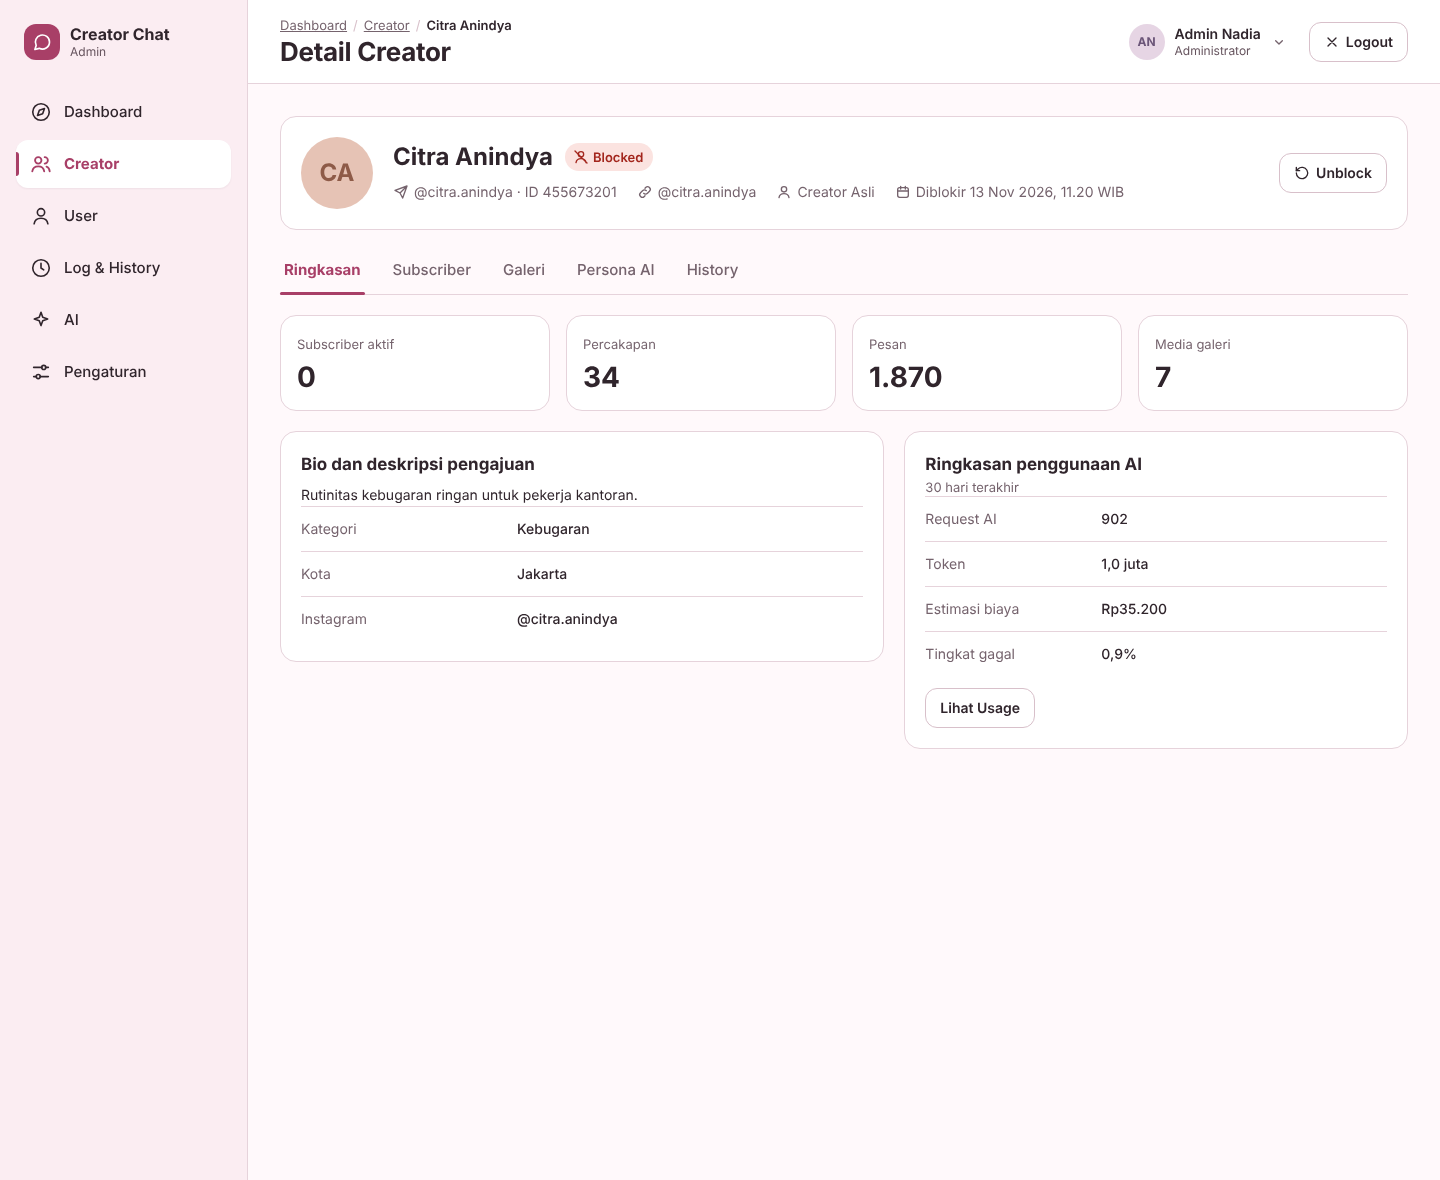 Creator Chat
Admin
Dashboard
Creator
User
Log & History
AI
Pengaturan
Dashboard / Creator / Citra Anindya
Detail Creator
AN
Admin Nadia
Administrator
Logout
CA
Citra Anindya
Blocked
@citra.anindya · ID 455673201
@citra.anindya
Creator Asli
Diblokir 13 Nov 2026, 11.20 WIB
Unblock
Ringkasan
Subscriber
Galeri
Persona AI
History
Subscriber aktif
0
Percakapan
34
Pesan
1.870
Media galeri
7
Bio dan deskripsi pengajuan
Rutinitas kebugaran ringan untuk pekerja kantoran.
Kategori Kebugaran
Kota Jakarta
Instagram @citra.anindya
Ringkasan penggunaan AI
30 hari terakhir
Request AI 902
Token 1,0 juta
Estimasi biaya Rp35.200
Tingkat gagal 0,9%
Lihat Usage